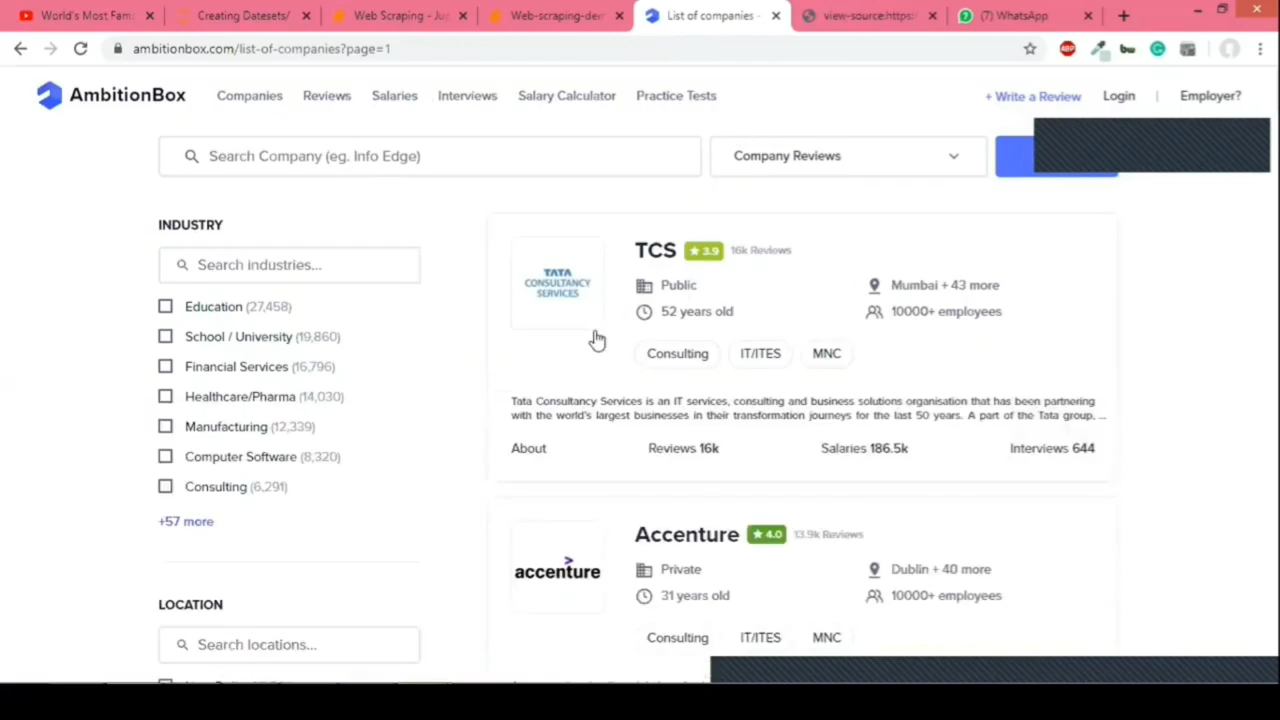 World's Most Fam
Creating Datesets/
Web Scraping - Jup
Web-scraping-den
List of companies -
view-source:https:/
(7) WhatsApp
ambitionbox.com/list-of-companies?page=1
ABP
AmbitionBox
Companies
Reviews
Salaries
Interviews
Salary Calculator
Practice Tests
+ Write a Review
Login
|
Employer?
Search Company (eg. Info Edge)
Company Reviews
INDUSTRY
Search industries...
Education (27,458)
School / University (19,860)
Financial Services (16,796)
Healthcare/Pharma (14,030)
Manufacturing (12,339)
Computer Software (8,320)
Consulting (6,291)
+57 more
LOCATION
Search locations...
TATA
CONSULTANCY
SERVICES
TCS ★ 3.9 16k Reviews
Public
Mumbai + 43 more
52 years old
10000+ employees
Consulting
IT/ITES
MNC
Tata Consultancy Services is an IT services, consulting and business solutions organisation that has been partnering
with the world's largest businesses in their transformation journeys for the last 50 years. A part of the Tata group, ...
About
Reviews 16k
Salaries 186.5k
Interviews 644
accenture
Accenture ★ 4.0 13.9k Reviews
Private
Dublin + 40 more
31 years old
10000+ employees
Consulting
IT/ITES
MNC